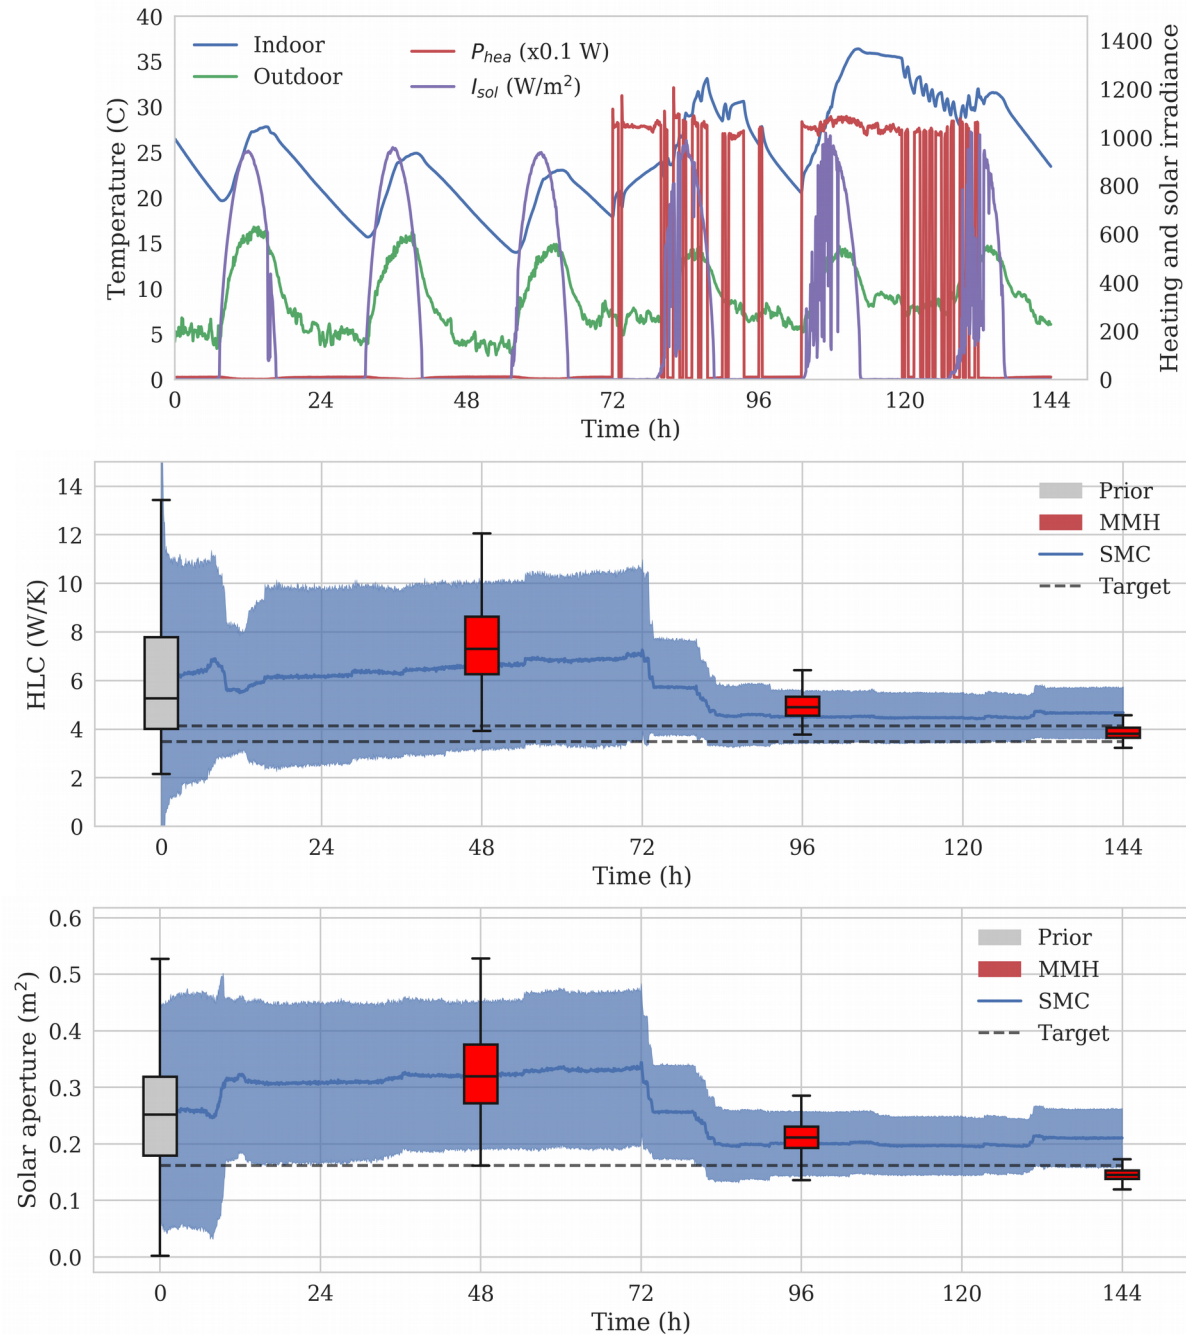 40
35
30
25
20
15
10
5
0
Temperature (C)
Indoor
Outdoor
P_hea (x0.1 W)
I_sol (W/m²)
1400
1200
1000
800
600
400
200
0
Heating and solar irradiance
0 24 48 72 96 120 144
Time (h)
14
12
10
8
6
4
2
0
HLC (W/K)
Prior
MMH
SMC
Target
0 24 48 72 96 120 144
Time (h)
0.6
0.5
0.4
0.3
0.2
0.1
0.0
Solar aperture (m²)
Prior
MMH
SMC
Target
0 24 48 72 96 120 144
Time (h)